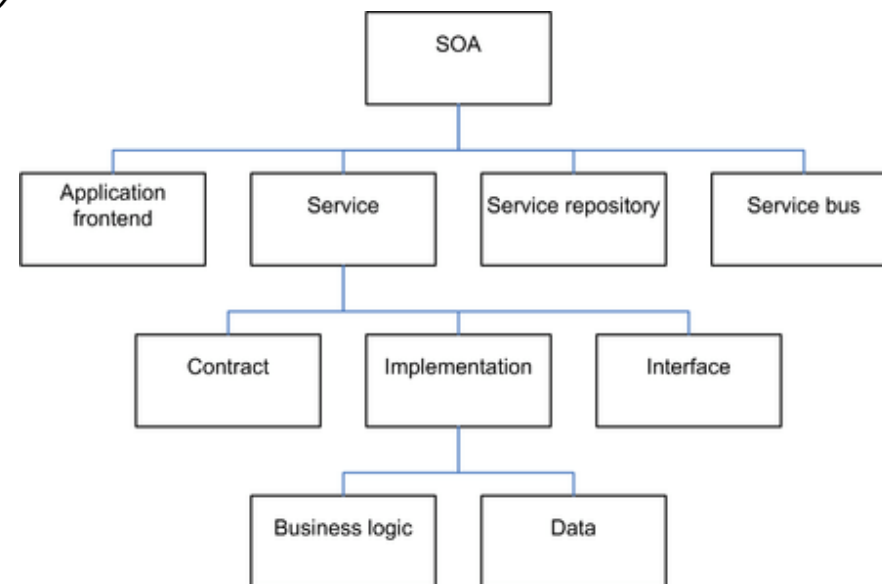 SOA
Application
frontend
Service
Service repository
Service bus
Contract
Implementation
Interface
Business logic
Data